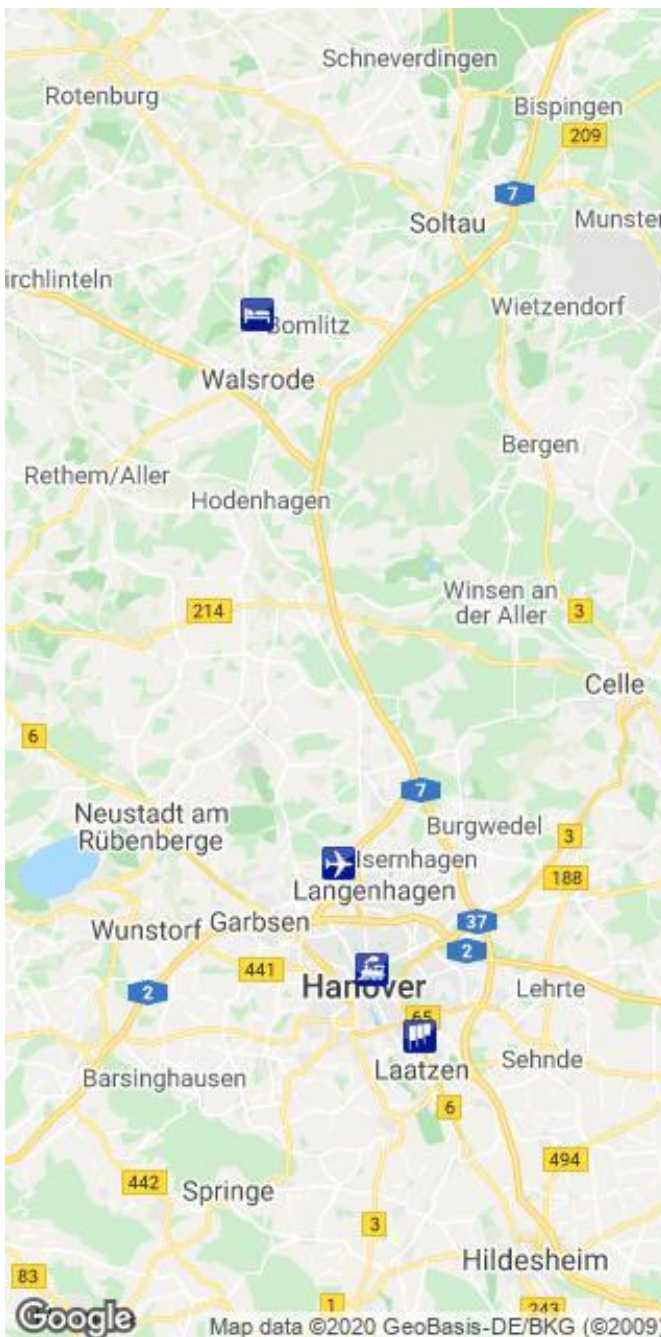 Schneverdingen
Rotenburg
Bispingen
209
7
Soltau
Munster
irchlinteln
Wietzendorf
Bomlitz
Walsrode
Bergen
Rethem/Aller
Hodenhagen
Winsen an
der Aller
214
3
Celle
6
7
Neustadt am
Rübenberge
Burgwedel
3
Isernhagen
188
Langenhagen
Garbsen
37
Wunstorf
2
441
Hanover
2
Lehrte
65
Sehnde
Laatzen
Barsinghausen
6
494
442
Springe
3
Hildesheim
83
1
243
Google
Map data ©2020 GeoBasis-DE/BKG (©2009)